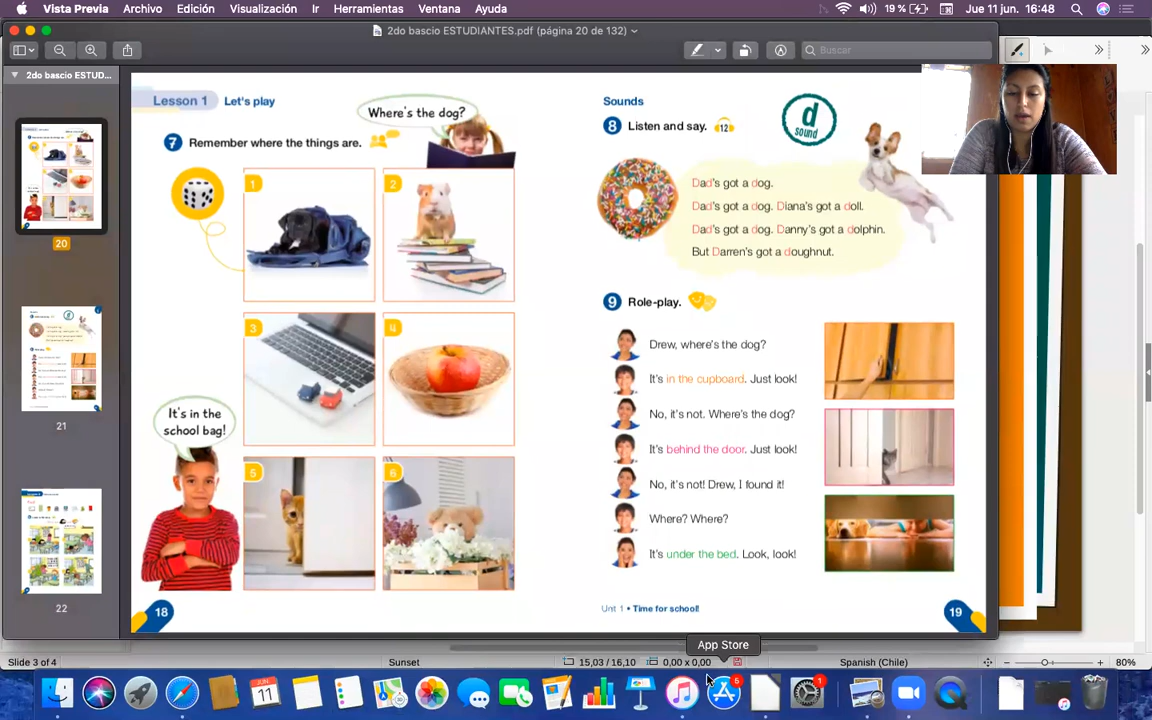 Vista Previa Archivo Edición Visualización Ir Herramientas Ventana Ayuda
19 % Jue 11 jun. 16:48
2do bascio ESTUDIANTES.pdf (página 20 de 132)
Buscar
2do bascio ESTUD...
20
21
22
Lesson 1 Let's play
Where's the dog?
7 Remember where the things are.
1
2
3
4
It's in the
school bag!
5
6
18
Sounds
8 Listen and say. 12
d
sound
Dad's got a dog.
Dad's got a dog. Diana's got a doll.
Dad's got a dog. Danny's got a dolphin.
But Darren's got a doughnut.
9 Role-play.
Drew, where's the dog?
It's in the cupboard. Just look!
No, it's not. Where's the dog?
It's behind the door. Just look!
No, it's not! Drew, I found it!
Where? Where?
It's under the bed. Look, look!
Unit 1 • Time for school!
19
App Store
Slide 3 of 4 Sunset 15,03 / 16,10 0,00 x 0,00 Spanish (Chile) 80%
JUN
11
6
1